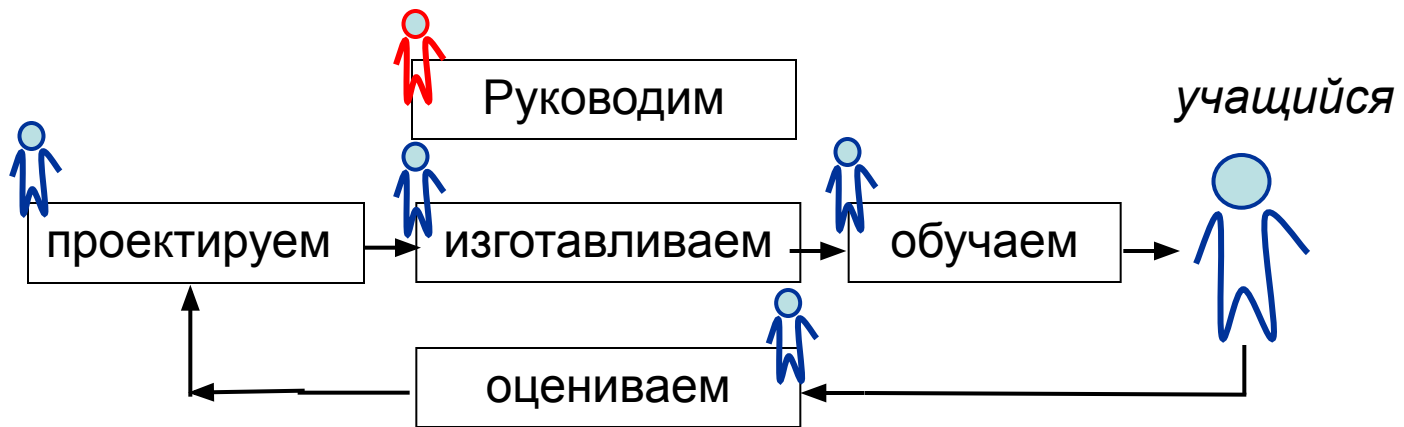 Руководим
учащийся
проектируем
изготавливаем
обучаем
оцениваем